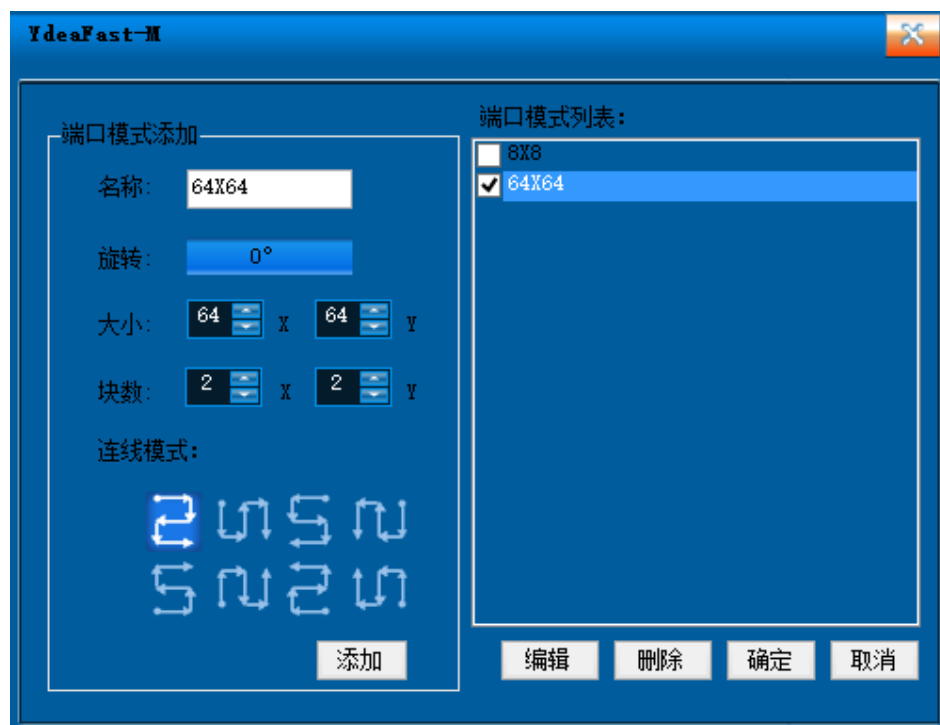 YdeaFast-M
端口模式添加
名称:
64X64
旋转:
0°
大小:
64
X
64
Y
块数:
2
X
2
Y
连线模式:
添加
端口模式列表:
8X8
64X64
编辑
删除
确定
取消